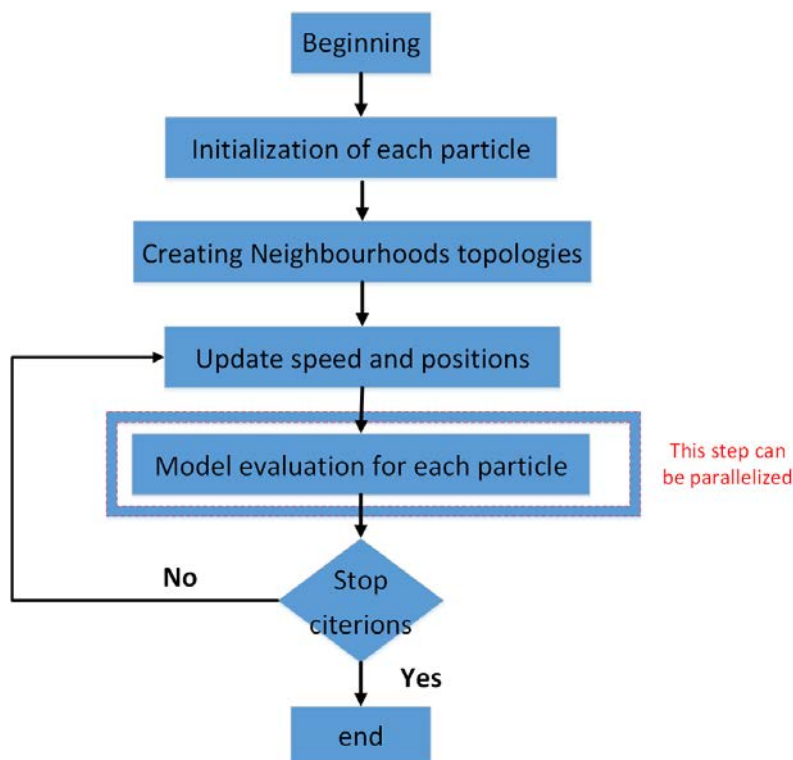 Beginning
Initialization of each particle
Creating Neighbourhoods topologies
Update speed and positions
Model evaluation for each particle
This step can
be parallelized
No
Stop
citerions
Yes
end